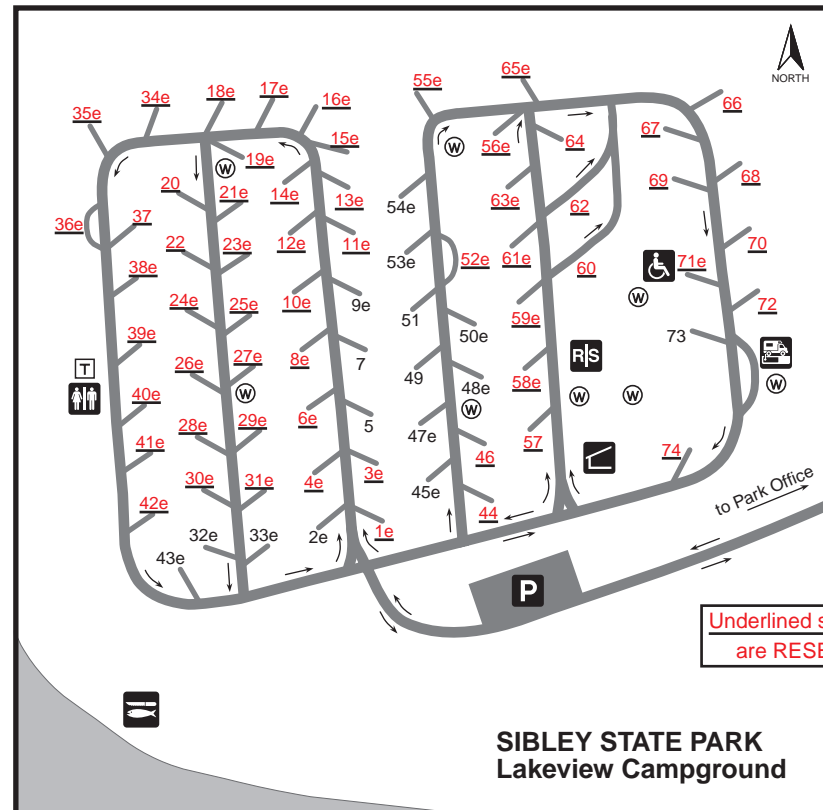 NORTH
55e
65e
66
18e
17e
34e
16e
35e
67
15e
56e
64
19e
W
W
20
21e
14e
13e
54e
63e
62
69
68
36e
37
22
23e
12e
11e
53e
52e
61e
60
70
71e
38e
24e
25e
10e
9e
51
50e
59e
W
72
73
39e
26e
27e
8e
7
49
48e
58e
R|S
T
W
W
W
W
W
40e
28e
29e
6e
5
47e
46
57
41e
30e
31e
4e
3e
45e
44
74
42e
32e
33e
2e
1e
43e
to Park Office
P
Underlined
are
SIBLEY STATE PARK
Lakeview Campground